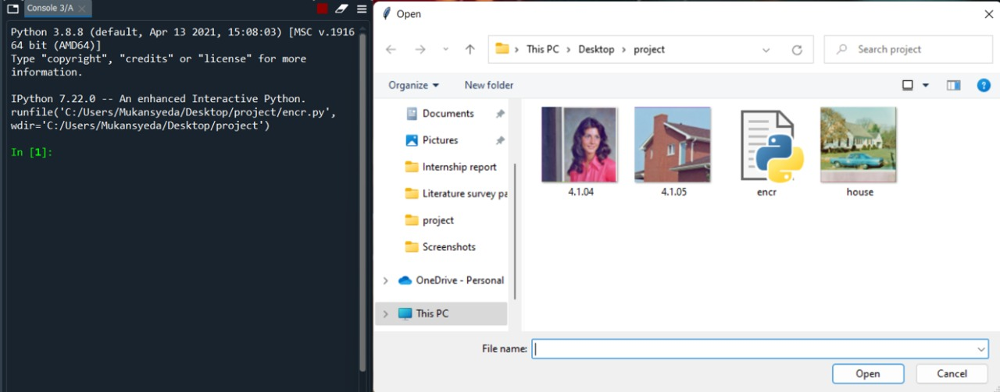 Console 3/A
Python 3.8.8 (default, Apr 13 2021, 15:08:03) [MSC v.1916
64 bit (AMD64)]
Type "copyright", "credits" or "license" for more
information.
IPython 7.22.0 -- An enhanced Interactive Python.
runfile('C:/Users/Mukansyeda/Desktop/project/encr.py',
wdir='C:/Users/Mukansyeda/Desktop/project')
In [1]:
Open
This PC > Desktop > project
Search project
Organize
New folder
Documents
Pictures
Internship report
Literature survey pa
project
Screenshots
OneDrive - Personal
This PC
4.1.04
4.1.05
encr
house
File name:
Open
Cancel